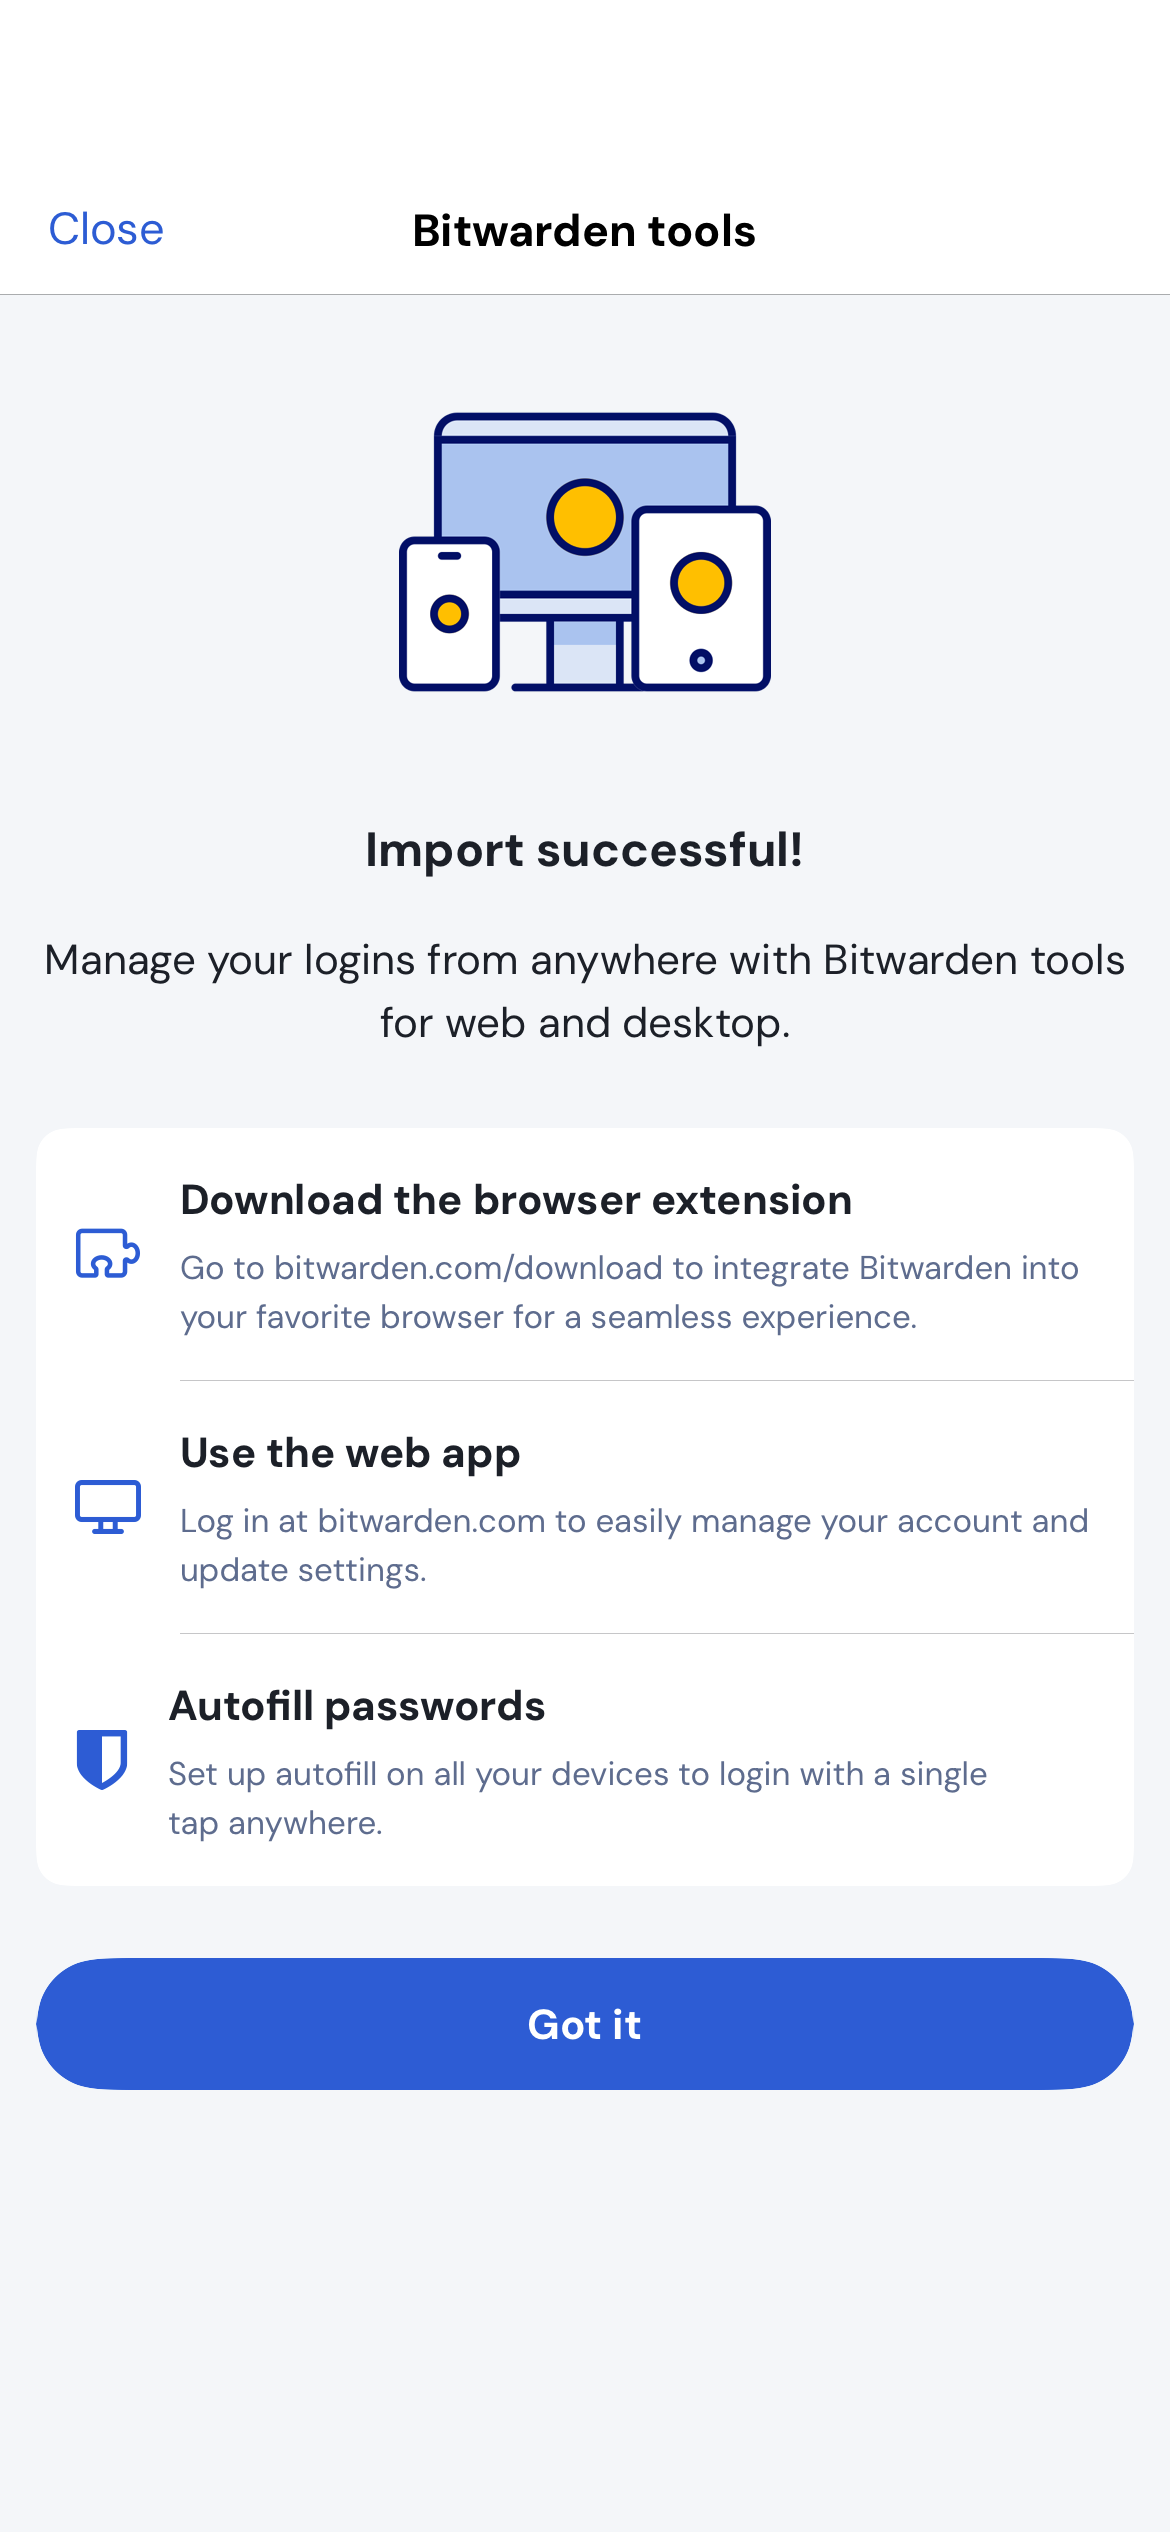 Close
Bitwarden tools
Import successful!
Manage your logins from anywhere with Bitwarden tools
for web and desktop.
Download the browser extension
Go to bitwarden.com/download to integrate Bitwarden into
your favorite browser for a seamless experience.
Use the web app
Log in at bitwarden.com to easily manage your account and
update settings.
Autofill passwords
Set up autofill on all your devices to login with a single
tap anywhere.
Got it